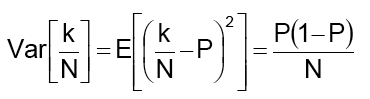 Var[k/N] = E[(k/N – P)²] = P(1–P)/N